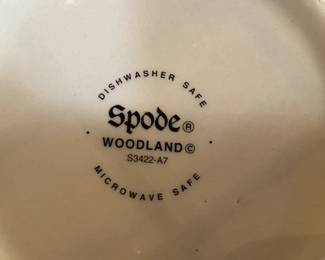 DISHWASHER SAFE
Spode®
WOODLAND©
S3422-A7
MICROWAVE SAFE